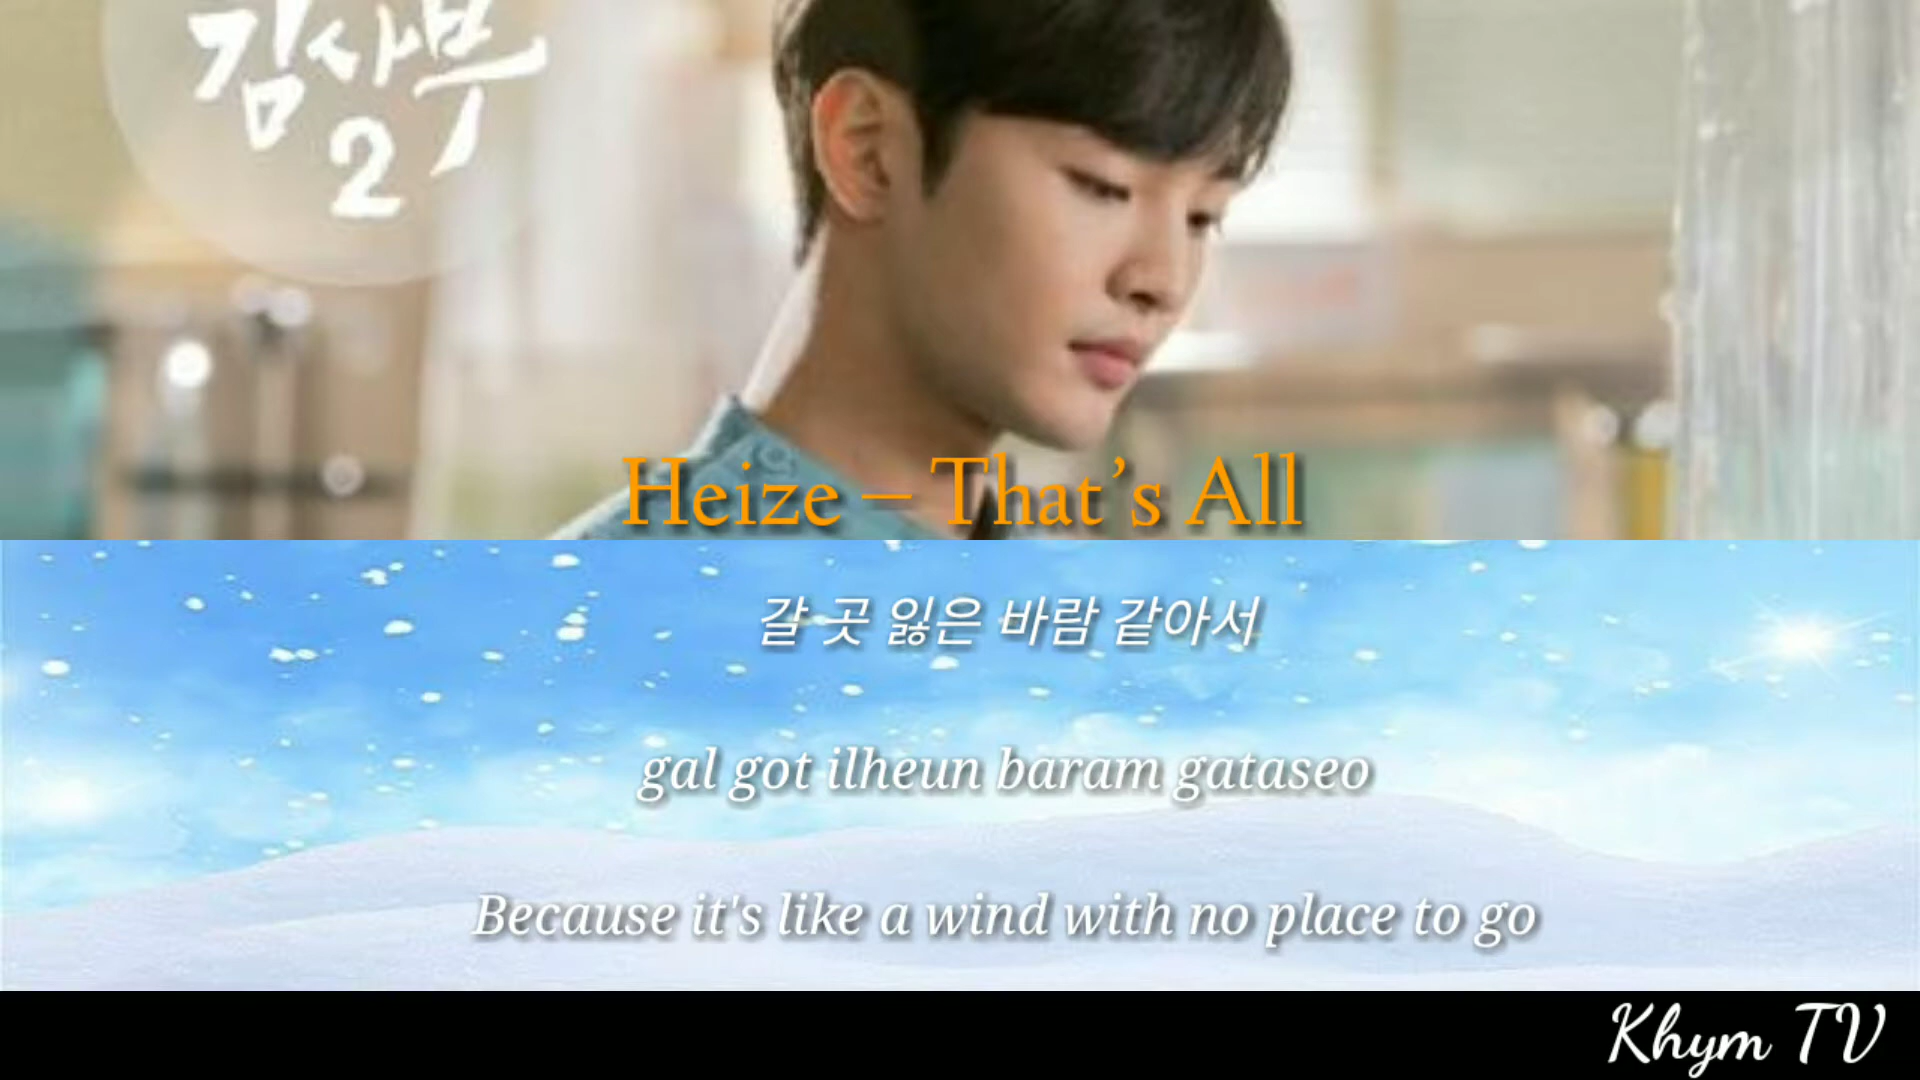 김사부
2
Heize – That’s All
갈 곳 잃은 바람 같아서
gal got ilheun baram gataseo
Because it's like a wind with no place to go
Khym TV